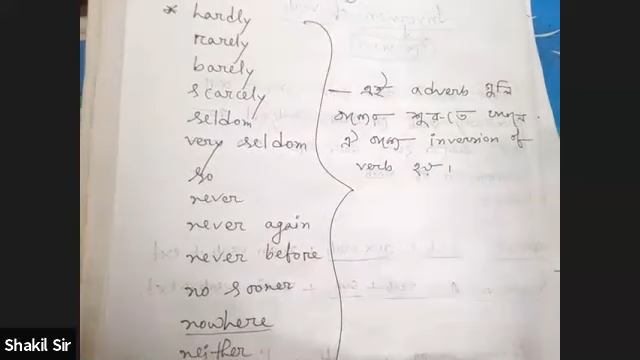 * hardly
rarely
barely
scarcely
seldom
very seldom
so
never
never again
never before
no sooner
nowhere
neither
— এই adverb গুলি
বাক্যের শুরুতে বসলে
ঐ বাক্যে inversion of
verb হয়।
Shakil Sir